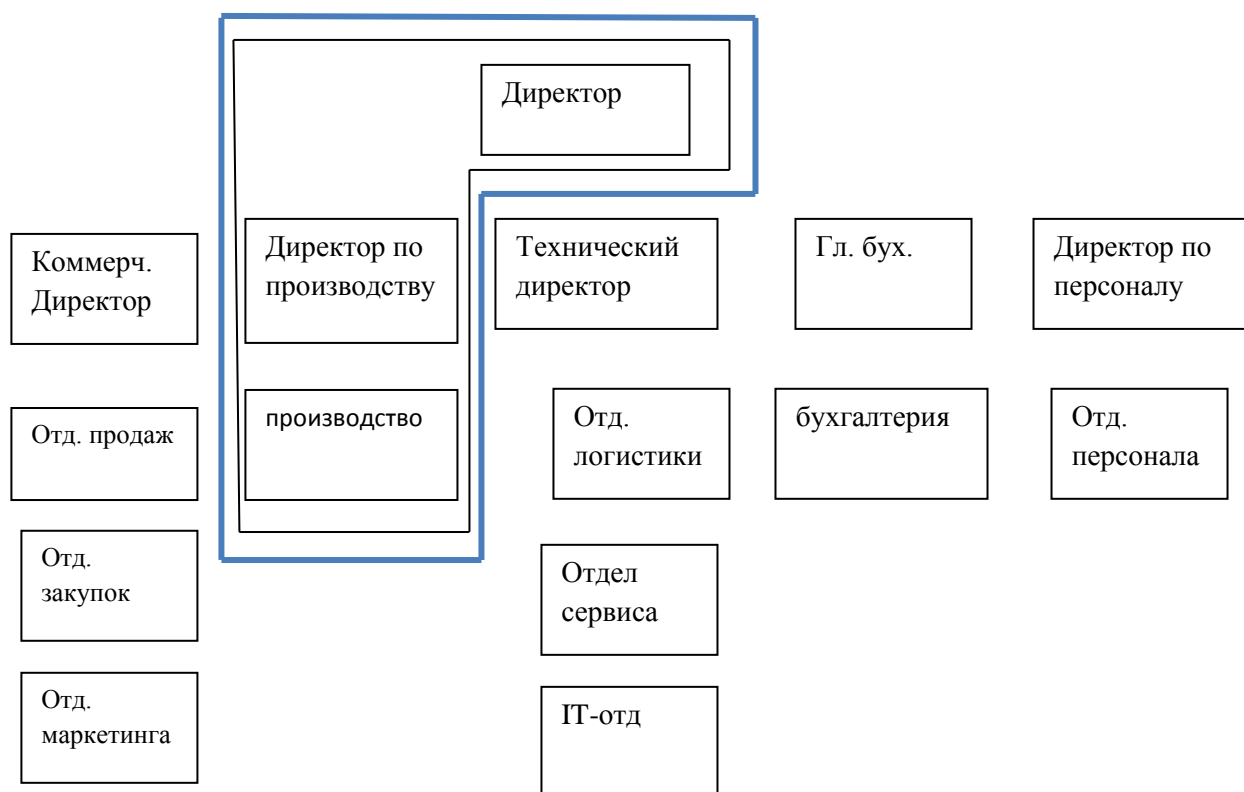 Директор
Коммерч.
Директор
Директор по
производству
Технический
директор
Гл. бух.
Директор по
персоналу
Отд. продаж
производство
Отд.
логистики
бухгалтерия
Отд.
персонала
Отд.
закупок
Отдел
сервиса
Отд.
маркетинга
IT-отд